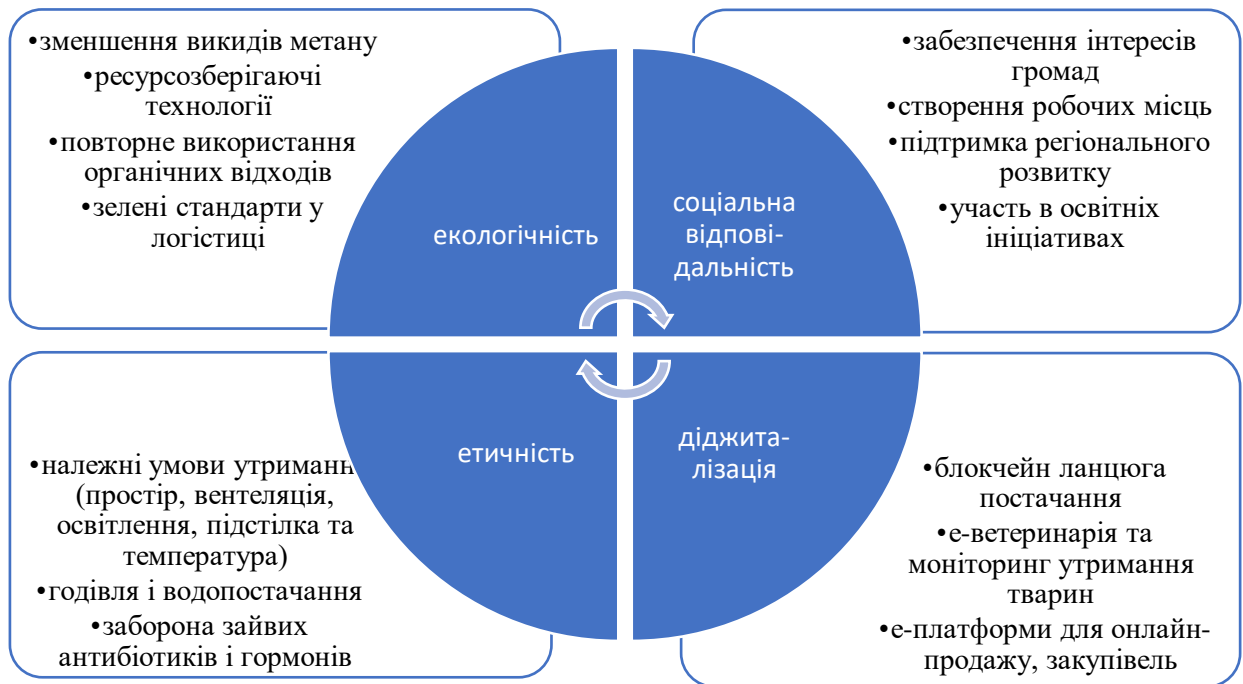 •зменшення викидів метану
•ресурсозберігаючі
технології
•повторне використання
органічних відходів
•зелені стандарти у
логістиці
екологічність
соціальна
відпові-
дальність
•забезпечення інтересів
громад
•створення робочих місць
•підтримка регіонального
розвитку
•участь в освітніх
ініціативах
•належні умови утриманн
(простір, вентеляція,
освітлення, підстілка та
температура)
•годівля і водопостачання
•заборона зайвих
антибіотиків і гормонів
етичність
діджита-
лізація
•блокчейн ланцюга
постачання
•е-ветеринарія та
моніторинг утримання
тварин
•е-платформи для онлайн-
продажу, закупівель